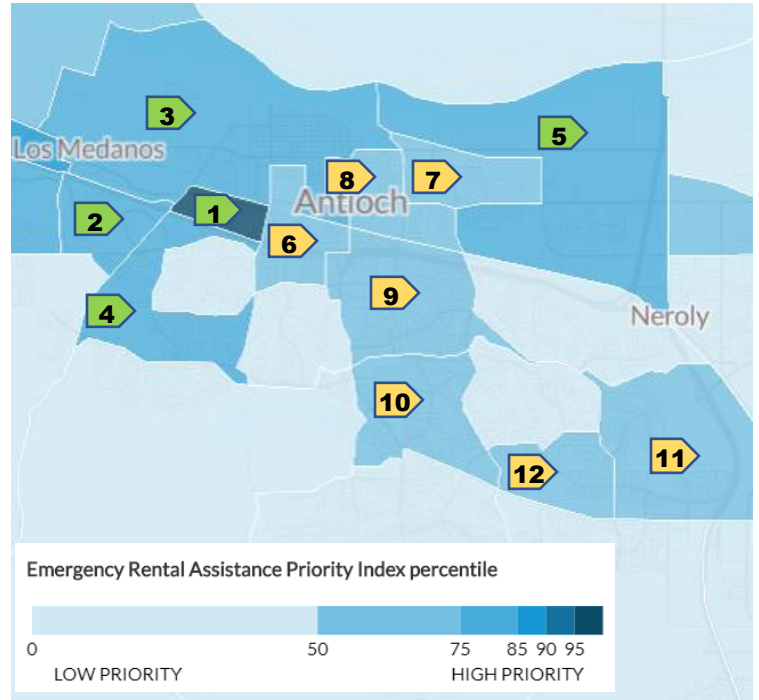 3
5
Los Medanos
8
7
Antioch
2
1
6
9
4
Neroly
10
11
12
Emergency Rental Assistance Priority Index percentile
0 50 75 85 90 95
LOW PRIORITY HIGH PRIORITY